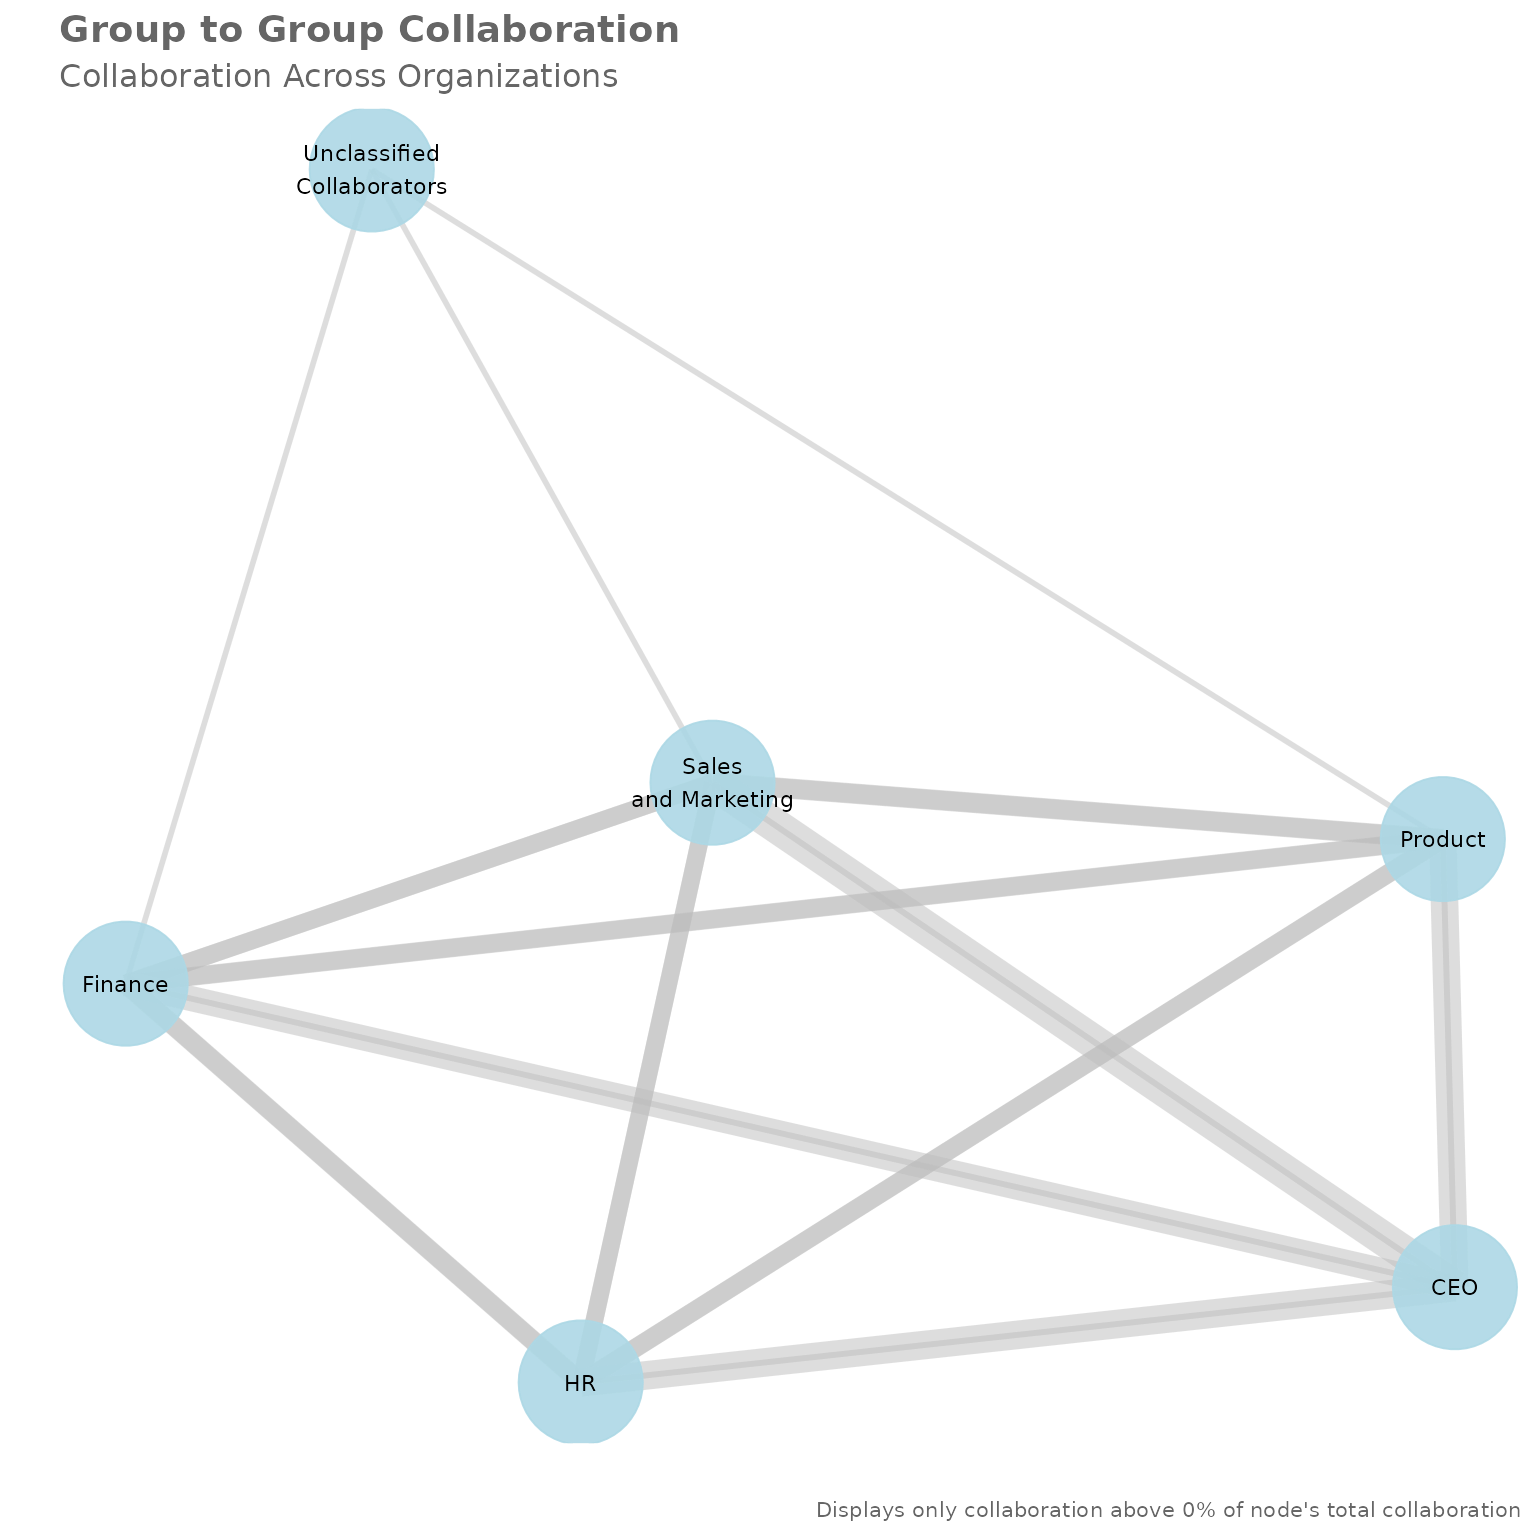 Group to Group Collaboration
Collaboration Across Organizations
Unclassified
Collaborators
Sales
and Marketing
Product
Finance
CEO
HR
Displays only collaboration above 0% of node's total collaboration